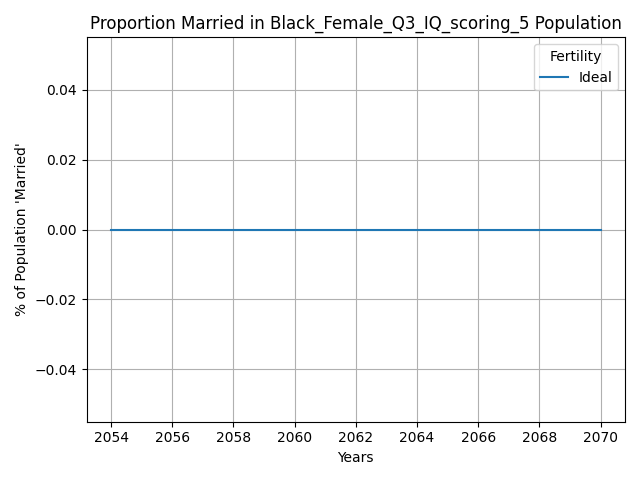 Proportion Married in Black_Female_Q3_IQ_scoring_5 Population
Fertility
Ideal
% of Population 'Married'
0.04
0.02
0.00
−0.02
−0.04
2054 2056 2058 2060 2062 2064 2066 2068 2070
Years